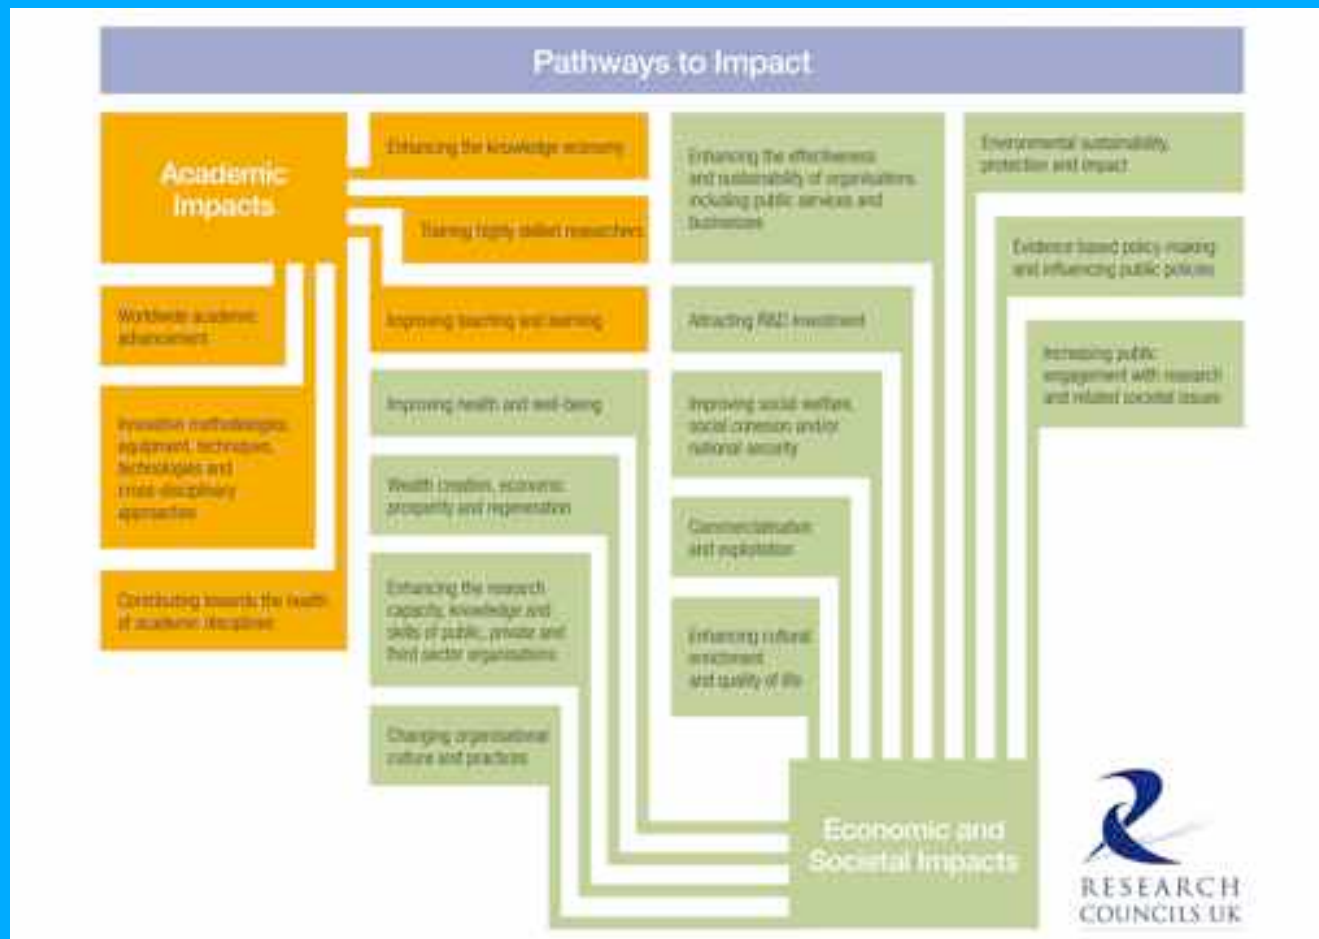 Pathways to Impact
Academic
Impacts
Enhancing the knowledge economy
Training highly skilled researchers
Improving teaching and learning
Worldwide academic
advancement
Innovative methodologies,
equipment, techniques,
technologies and
cross-disciplinary
approaches
Contributing towards the health
of academic disciplines
Improving health and well-being
Wealth creation, economic
prosperity and regeneration
Enhancing the research
capacity, knowledge and
skills of public, private and
third sector organisations
Changing organisational
culture and practices
Enhancing the effectiveness
and sustainability of organisations
including public services and
businesses
Attracting R&D investment
Improving social welfare,
social cohesion and/or
national security
Commercialisation
and exploitation
Enhancing cultural
enrichment
and quality of life
Environmental sustainability,
protection and impact
Evidence based policy-making
and influencing public policies
Increasing public
engagement with research
and related societal issues
Economic and
Societal Impacts
RESEARCH
COUNCILS UK